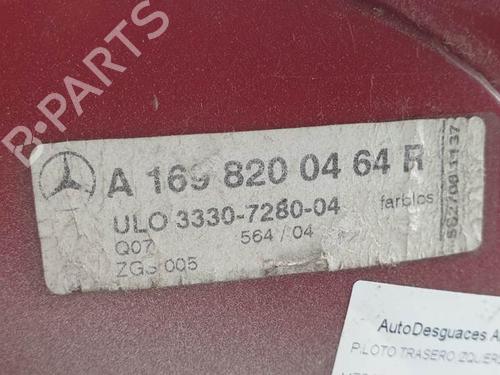 B-PARTS
A 169 820 04 64 R
ULO 3330-7280-04
farblos
Q07
564 / 04
ZGS 005
AutoDesguaces A
PILOTO TRASERO IZQUIER